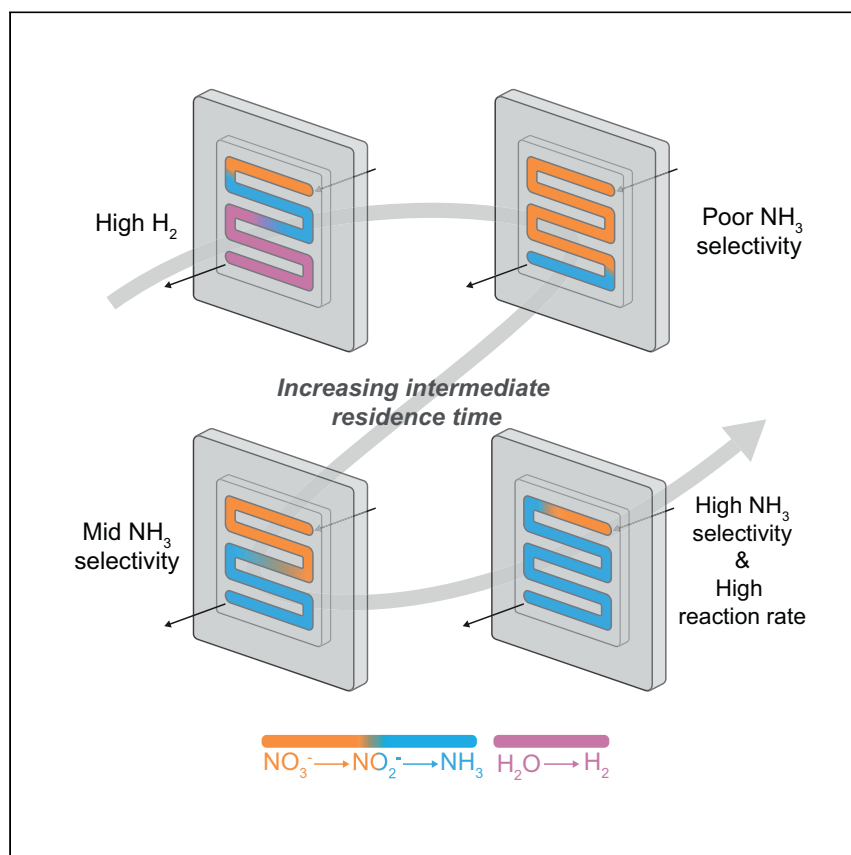 High H₂
Poor NH₃
selectivity
Increasing intermediate
residence time
Mid NH₃
selectivity
High NH₃
selectivity
&
High
reaction rate
NO₃⁻→NO₂⁻→NH₃ H₂O→H₂